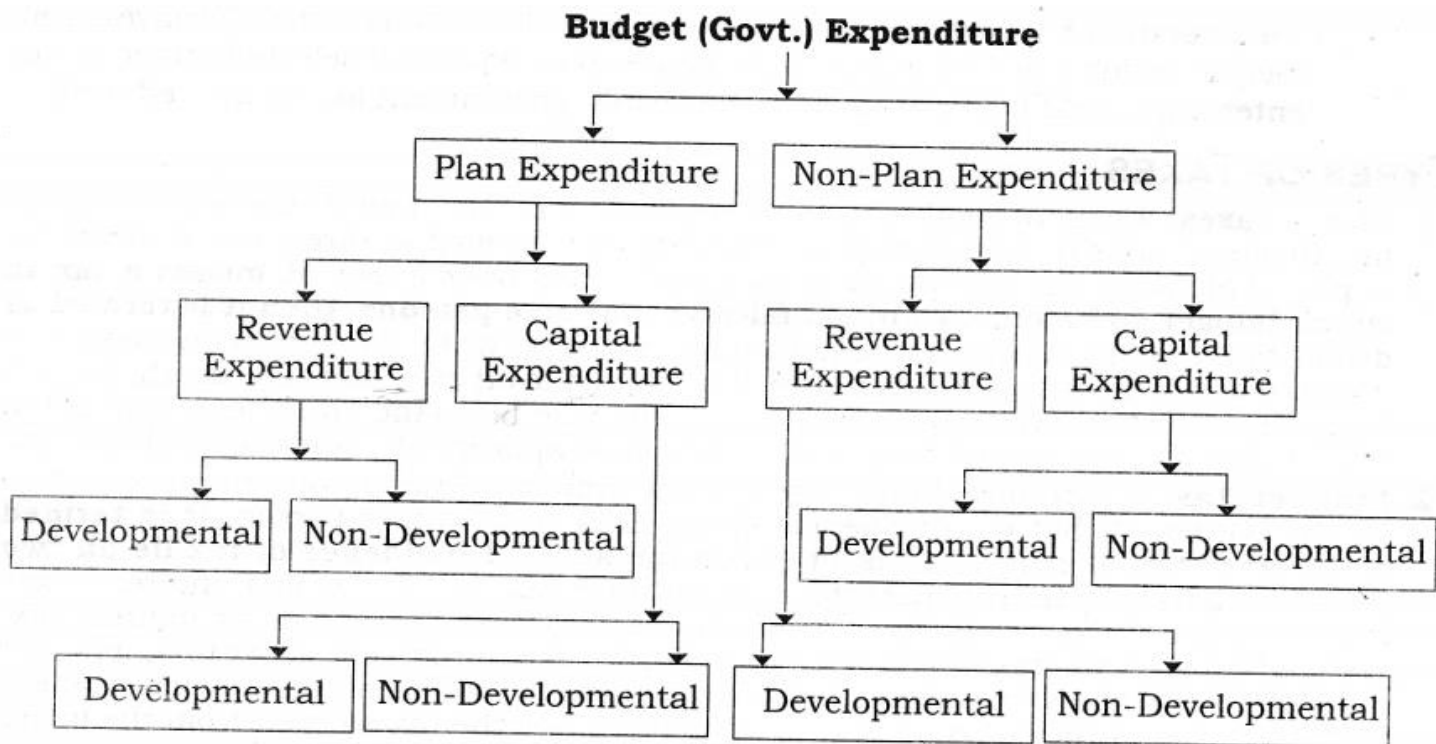 Budget (Govt.) Expenditure
Plan Expenditure
Non-Plan Expenditure
Revenue
Expenditure
Capital
Expenditure
Revenue
Expenditure
Capital
Expenditure
Developmental
Non-Developmental
Developmental
Non-Developmental
Developmental
Non-Developmental
Developmental
Non-Developmental